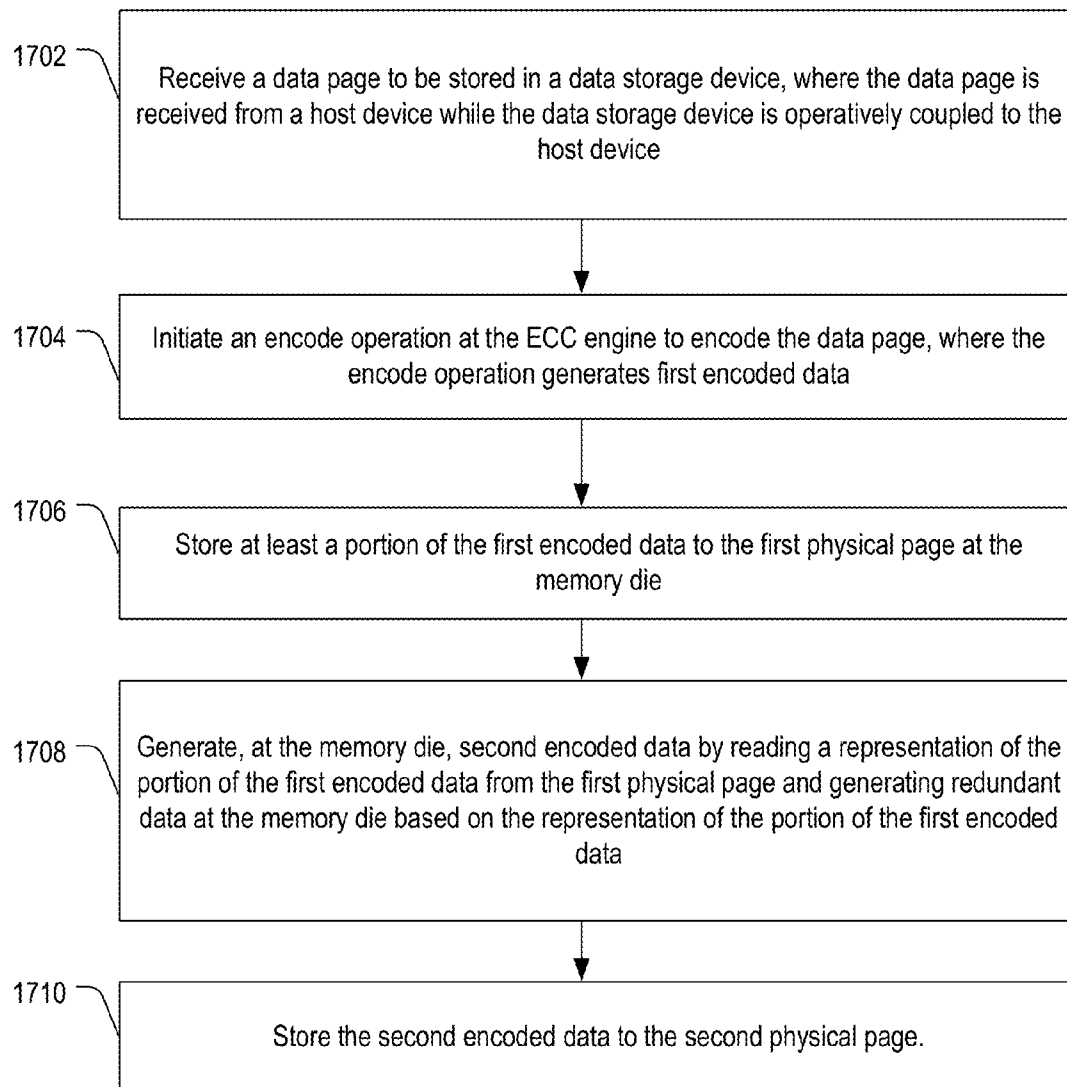 1702
Receive a data page to be stored in a data storage device, where the data page is
received from a host device while the data storage device is operatively coupled to the
host device
1704
Initiate an encode operation at the ECC engine to encode the data page, where the
encode operation generates first encoded data
1706
Store at least a portion of the first encoded data to the first physical page at the
memory die
1708
Generate, at the memory die, second encoded data by reading a representation of the
portion of the first encoded data from the first physical page and generating redundant
data at the memory die based on the representation of the portion of the first encoded
data
1710
Store the second encoded data to the second physical page.